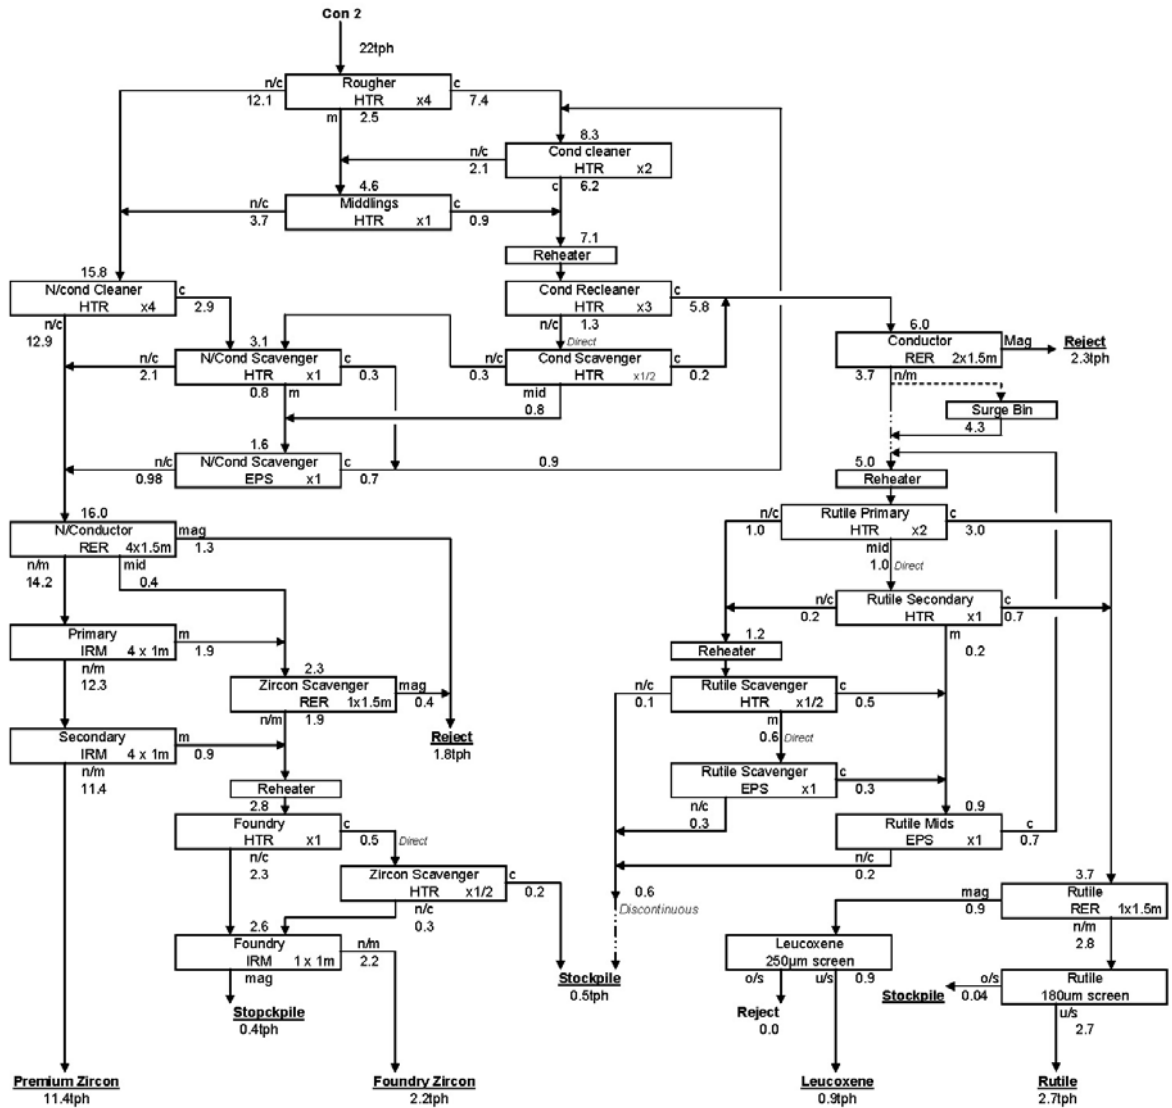 Con 2
22tph
n/c
Rougher
c
12.1
HTR x4
7.4
m
2.5
8.3
n/c
Cond cleaner
2.1
HTR x2
c
6.2
4.6
n/c
Middlings
c
3.7
HTR x1
0.9
7.1
Reheater
15.8
N/cond Cleaner
c
HTR x4
2.9
n/c
12.9
Cond Recleaner
c
HTR x3
5.8
n/c
1.3
Direct
3.1
n/c
N/Cond Scavenger
c
2.1
HTR x1
0.3
0.8
m
n/c
Cond Scavenger
c
0.3
HTR x1/2
0.2
mid
0.8
6.0
Conductor
Mag
RER 2x1.5m
Reject
2.3tph
3.7
n/m
Surge Bin
4.3
1.6
n/c
N/Cond Scavenger
c
0.98
EPS x1
0.7
0.9
5.0
Reheater
16.0
N/Conductor
mag
RER 4x1.5m
1.3
n/m
mid
14.2
0.4
n/c
Rutile Primary
c
1.0
HTR x2
3.0
mid
1.0
Direct
n/c
Rutile Secondary
c
0.2
HTR x1
0.7
m
0.2
Primary
m
IRM 4 x 1m
1.9
n/m
12.3
1.2
Reheater
2.3
Zircon Scavenger
mag
RER 1x1.5m
0.4
n/m
1.9
n/c
Rutile Scavenger
c
0.1
HTR x1/2
0.5
m
0.6
Direct
Secondary
m
IRM 4 x 1m
0.9
n/m
11.4
Reject
1.8tph
Reheater
Rutile Scavenger
c
EPS x1
0.3
n/c
0.3
2.8
Foundry
c
HTR x1
0.5
Direct
n/c
2.3
0.9
Rutile Mids
c
EPS x1
0.7
n/c
0.2
Zircon Scavenger
c
HTR x1/2
0.2
n/c
0.3
0.6
Discontinuous
3.7
mag
Rutile
0.9
RER 1x1.5m
n/m
2.8
2.6
Foundry
n/m
IRM 1 x 1m
2.2
mag
Leucoxene
250µm screen
o/s
u/s
0.9
o/s
Rutile
Stockpile
0.04
180um screen
u/s
2.7
Stockpile
0.5tph
Stopckpile
0.4tph
Reject
0.0
Premium Zircon
11.4tph
Foundry Zircon
2.2tph
Leucoxene
0.9tph
Rutile
2.7tph